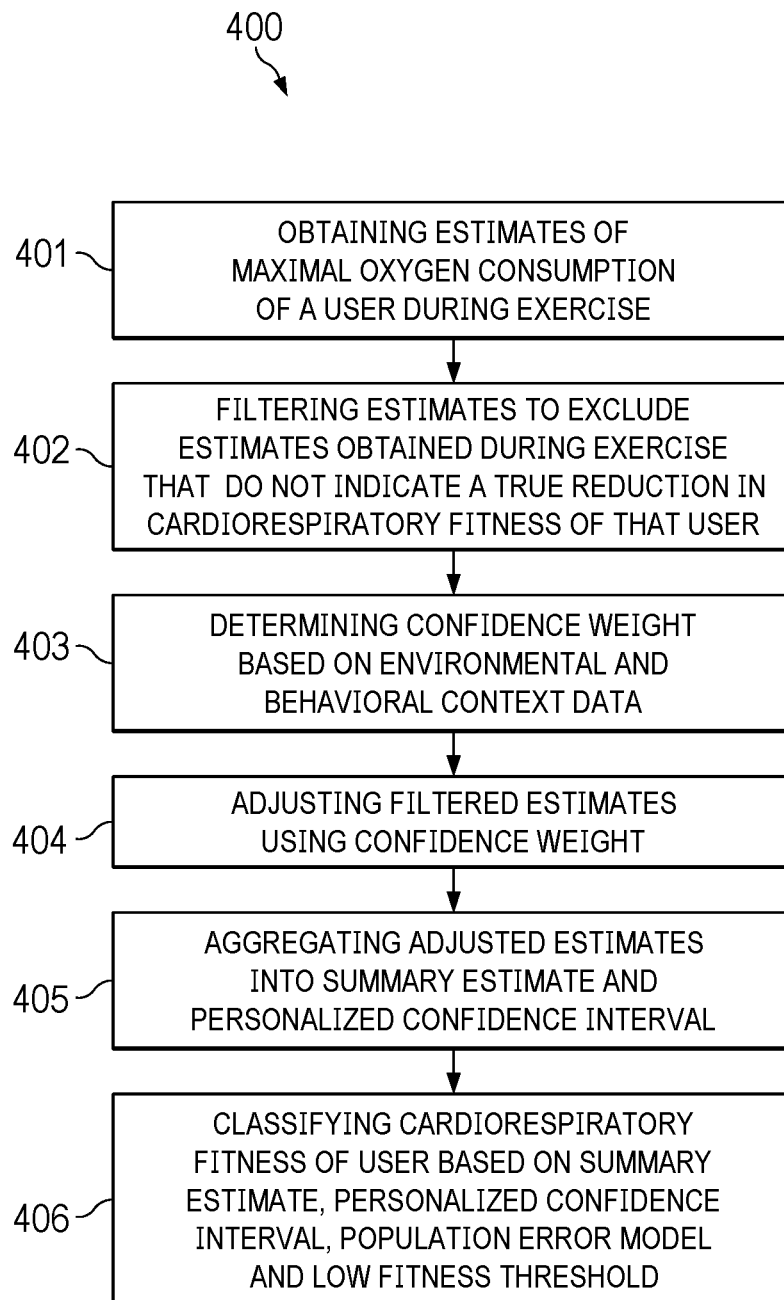 400
401
OBTAINING ESTIMATES OF
MAXIMAL OXYGEN CONSUMPTION
OF A USER DURING EXERCISE
402
FILTERING ESTIMATES TO EXCLUDE
ESTIMATES OBTAINED DURING EXERCISE
THAT DO NOT INDICATE A TRUE REDUCTION IN
CARDIORESPIRATORY FITNESS OF THAT USER
403
DETERMINING CONFIDENCE WEIGHT
BASED ON ENVIRONMENTAL AND
BEHAVIORAL CONTEXT DATA
404
ADJUSTING FILTERED ESTIMATES
USING CONFIDENCE WEIGHT
405
AGGREGATING ADJUSTED ESTIMATES
INTO SUMMARY ESTIMATE AND
PERSONALIZED CONFIDENCE INTERVAL
406
CLASSIFYING CARDIORESPIRATORY
FITNESS OF USER BASED ON SUMMARY
ESTIMATE, PERSONALIZED CONFIDENCE
INTERVAL, POPULATION ERROR MODEL
AND LOW FITNESS THRESHOLD